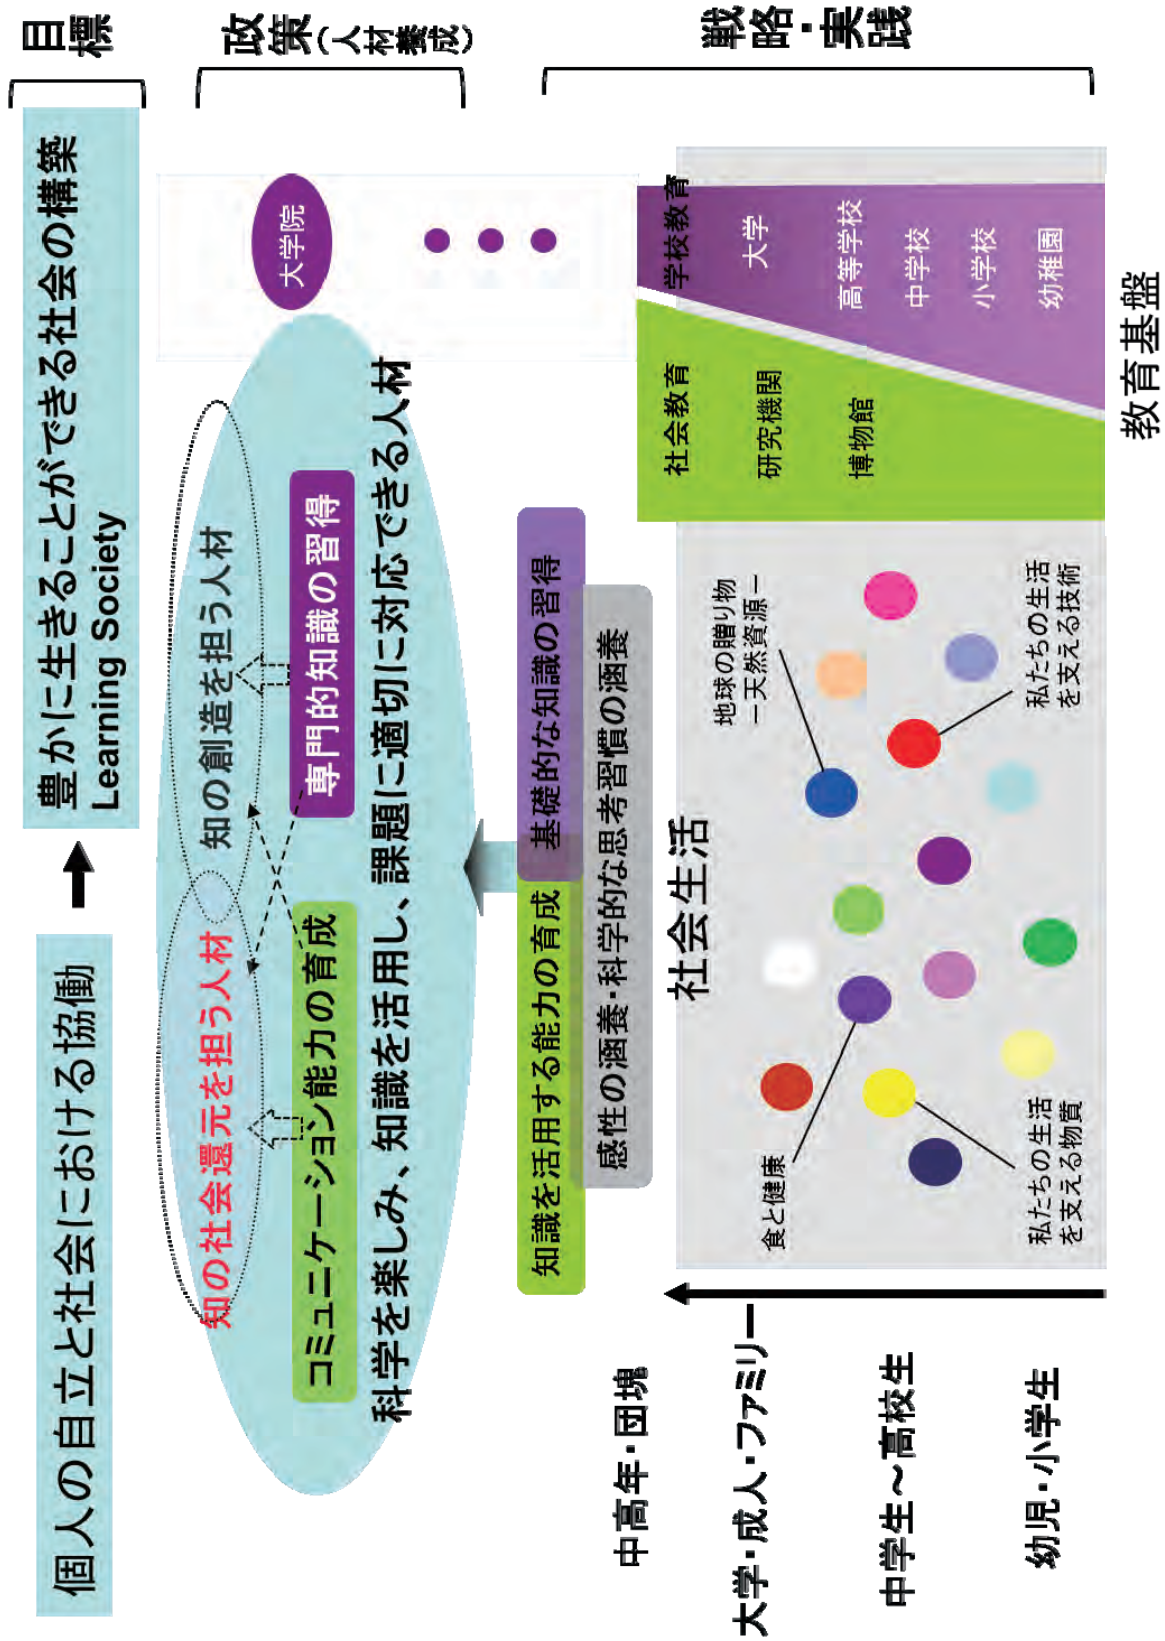 個人の自立と社会における協働
豊かに生きることができる社会の構築
Learning Society
目標
知の社会還元を担う人材
知の創造を担う人材
大学院
政策(人材養成)
コミュニケーション能力の育成
専門的知識の習得
科学を楽しみ、知識を活用し、課題に適切に対応できる人材
知識を活用する能力の育成
基礎的な知識の習得
感性の涵養・科学的な思考習慣の涵養
戦略・実践
中高年・団塊
大学・成人・ファミリー
中学生～高校生
幼児・小学生
社会生活
食と健康
地球の贈り物
－天然資源－
私たちの生活
を支える物質
私たちの生活
を支える技術
社会教育
研究機関
博物館
学校教育
大学
高等学校
中学校
小学校
幼稚園
教育基盤